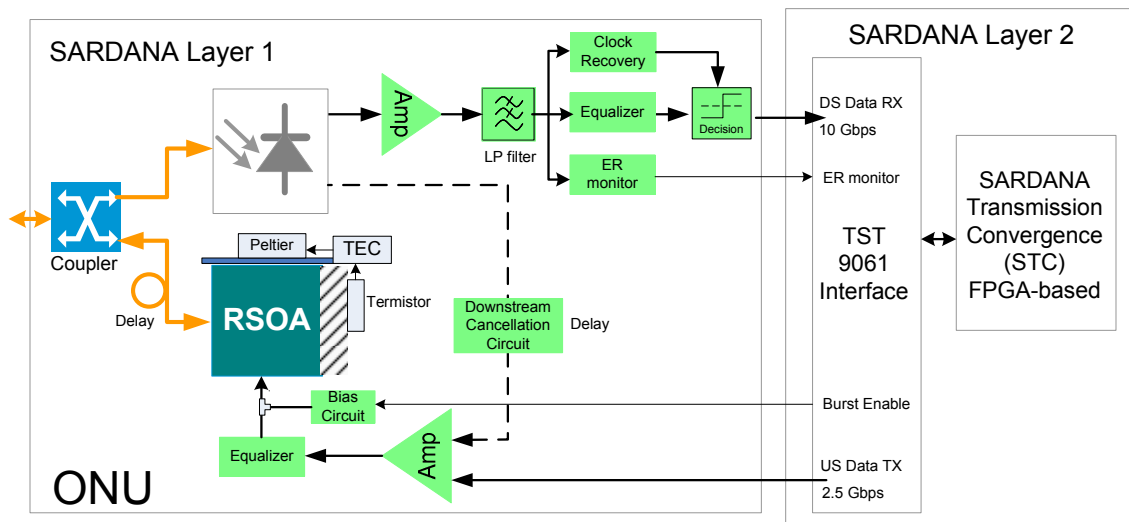 SARDANA Layer 1
SARDANA Layer 2
Clock
Recovery
Amp
LP filter
Equalizer
Decision
ER
monitor
DS Data RX
10 Gbps
ER monitor
Coupler
Delay
Peltier
TEC
Termistor
RSOA
Downstream
Cancellation
Circuit
Delay
TST
9061
Interface
SARDANA
Transmission
Convergence
(STC)
FPGA-based
Bias
Circuit
Burst Enable
Equalizer
Amp
US Data TX
2.5 Gbps
ONU